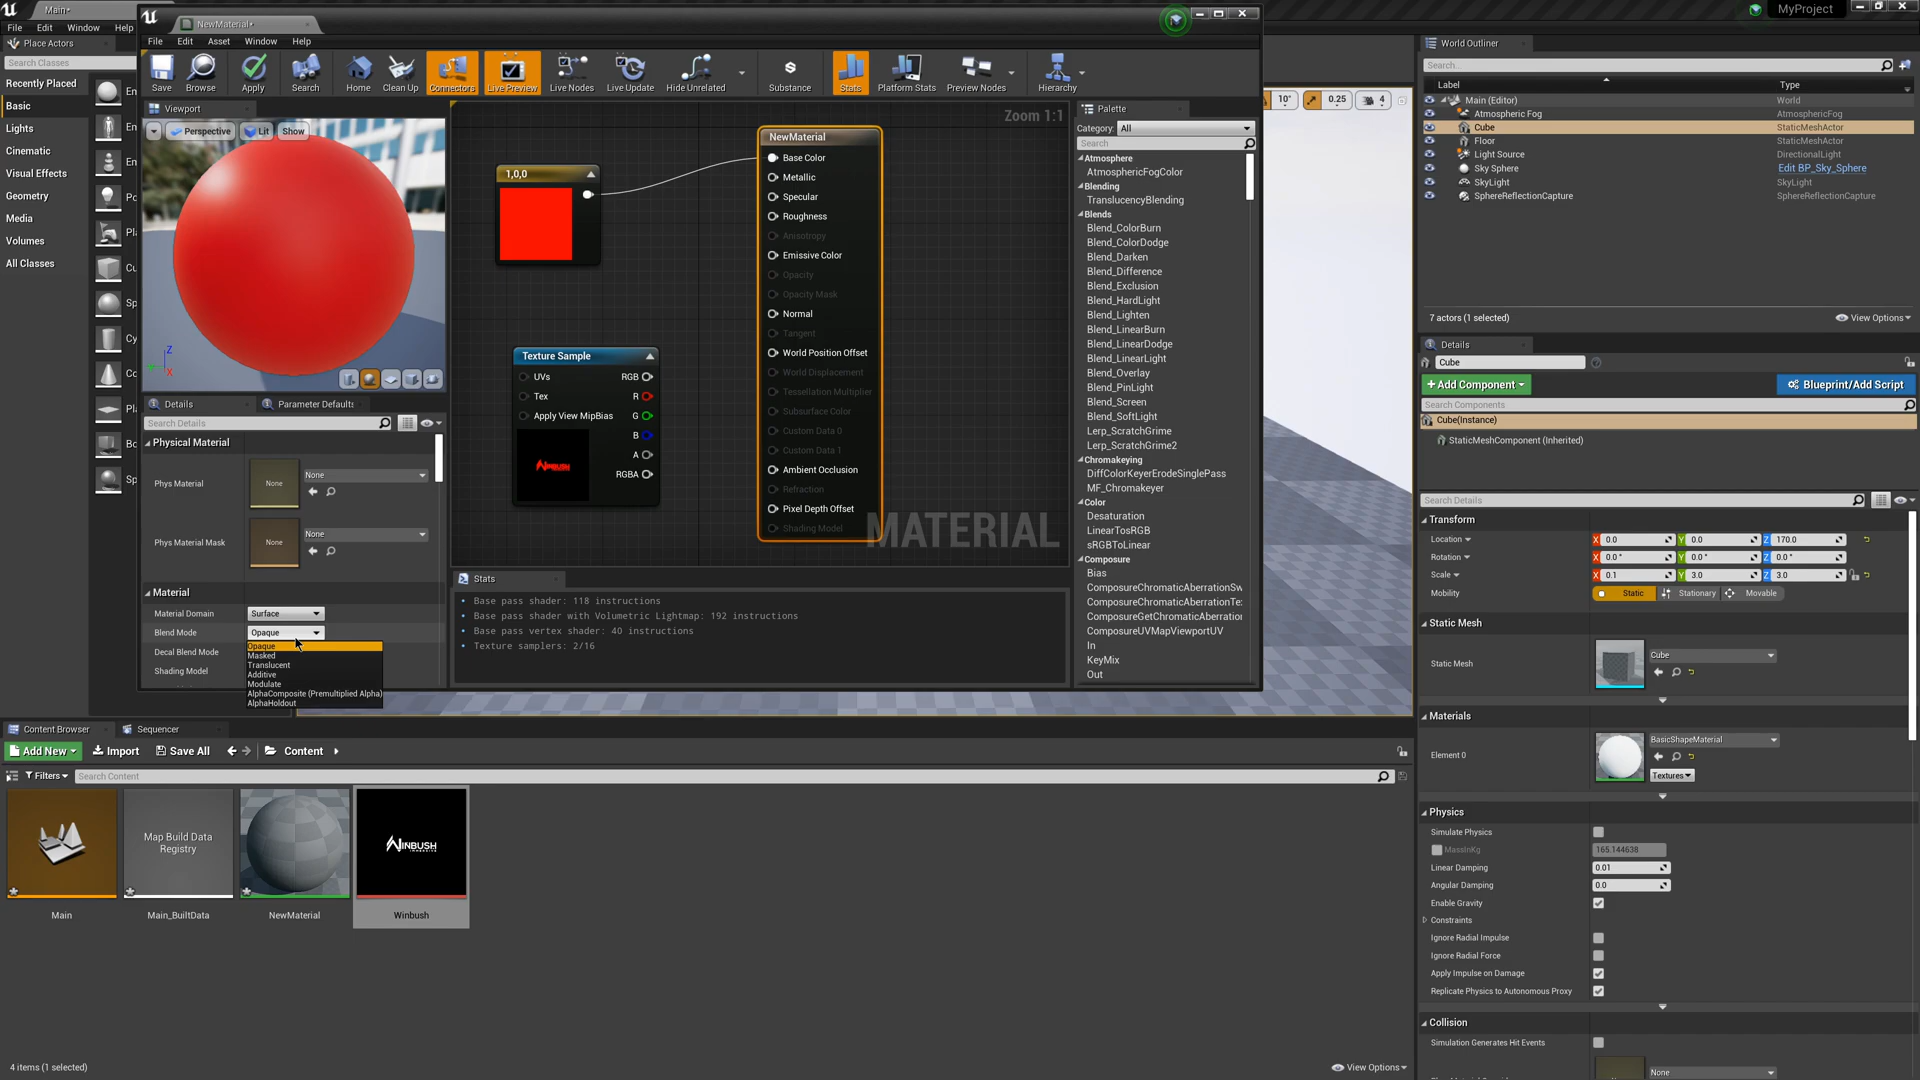 Main*
MyProject
File Edit Window Help
Place Actors
Search Classes
Recently Placed
Basic
Lights
Cinematic
Visual Effects
Geometry
Media
Volumes
All Classes
NewMaterial*
File Edit Asset Window Help
Save Browse Apply Search Home Clean Up Connectors Live Preview Live Nodes Live Update Hide Unrelated Substance Stats Platform Stats Preview Nodes Hierarchy
Viewport
Perspective Lit Show
Z
X
Details Parameter Defaults
Search Details
Physical Material
Phys Material None None
Phys Material Mask None None
Material
Material Domain Surface
Blend Mode Opaque
Decal Blend Mode
Shading Model
Opaque
Masked
Translucent
Additive
Modulate
AlphaComposite (Premultiplied Alpha)
AlphaHoldout
Zoom 1:1
1,0,0
Texture Sample
UVs RGB
Tex R
Apply View MipBias G
B
A
RGBA
WINBUSH
NewMaterial
Base Color
Metallic
Specular
Roughness
Anisotropy
Emissive Color
Opacity
Opacity Mask
Normal
Tangent
World Position Offset
World Displacement
Tessellation Multiplier
Subsurface Color
Custom Data 0
Custom Data 1
Ambient Occlusion
Refraction
Pixel Depth Offset
Shading Model
MATERIAL
Stats
Base pass shader: 118 instructions
Base pass shader with Volumetric Lightmap: 192 instructions
Base pass vertex shader: 40 instructions
Texture samplers: 2/16
Palette
Category: All
Search
Atmosphere
AtmosphericFogColor
Blending
TranslucencyBlending
Blends
Blend_ColorBurn
Blend_ColorDodge
Blend_Darken
Blend_Difference
Blend_Exclusion
Blend_HardLight
Blend_Lighten
Blend_LinearBurn
Blend_LinearDodge
Blend_LinearLight
Blend_Overlay
Blend_PinLight
Blend_Screen
Blend_SoftLight
Lerp_ScratchGrime
Lerp_ScratchGrime2
Chromakeying
DiffColorKeyerErodeSinglePass
MF_Chromakeyer
Color
Desaturation
LinearTosRGB
sRGBToLinear
Composure
Bias
ComposureChromaticAberrationSw
ComposureChromaticAberrationTe
ComposureGetChromaticAberration
ComposureUVMapViewportUV
In
KeyMix
Out
10° 0.25 4
World Outliner
Search...
Label Type
Main (Editor) World
Atmospheric Fog AtmosphericFog
Cube StaticMeshActor
Floor StaticMeshActor
Light Source DirectionalLight
Sky Sphere Edit BP_Sky_Sphere
SkyLight SkyLight
SphereReflectionCapture SphereReflectionCapture
7 actors (1 selected) View Options
Details
Cube
+Add Component Blueprint/Add Script
Search Components
Cube(Instance)
StaticMeshComponent (Inherited)
Search Details
Transform
Location X 0.0 Y 0.0 Z 170.0
Rotation X 0.0 ° Y 0.0 ° Z 0.0 °
Scale X 0.1 Y 3.0 Z 3.0
Mobility Static Stationary Movable
Static Mesh
Static Mesh Cube
Materials
Element 0 BasicShapeMaterial
Textures
Physics
Simulate Physics
MassInKg 165.144638
Linear Damping 0.01
Angular Damping 0.0
Enable Gravity
Constraints
Ignore Radial Impulse
Ignore Radial Force
Apply Impulse on Damage
Replicate Physics to Autonomous Proxy
Collision
Simulation Generates Hit Events
None
Content Browser Sequencer
Add New Import Save All Content
Filters Search Content
Map Build Data Registry
WINBUSH
Main Main_BuiltData NewMaterial Winbush
4 items (1 selected) View Options